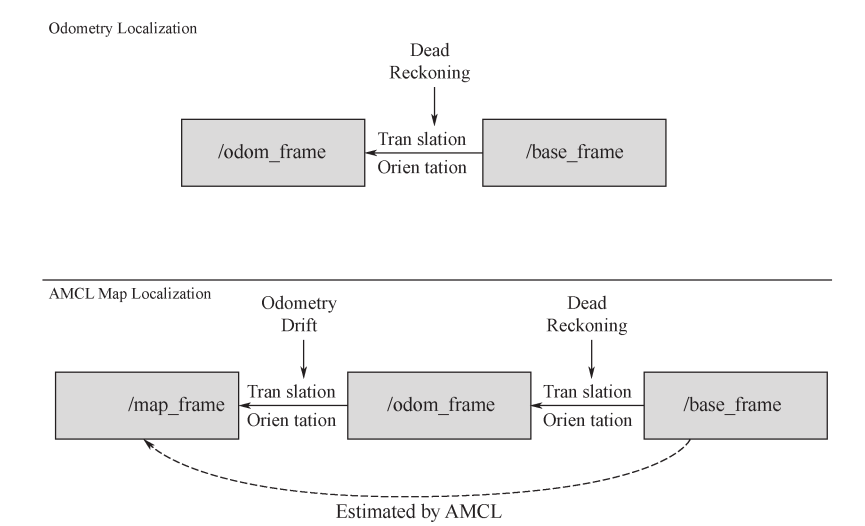 Odometry Localization
Dead
Reckoning
/odom_frame
Tran slation
Orien tation
/base_frame
AMCL Map Localization
Odometry
Drift
Dead
Reckoning
/map_frame
Tran slation
Orien tation
/odom_frame
Tran slation
Orien tation
/base_frame
Estimated by AMCL